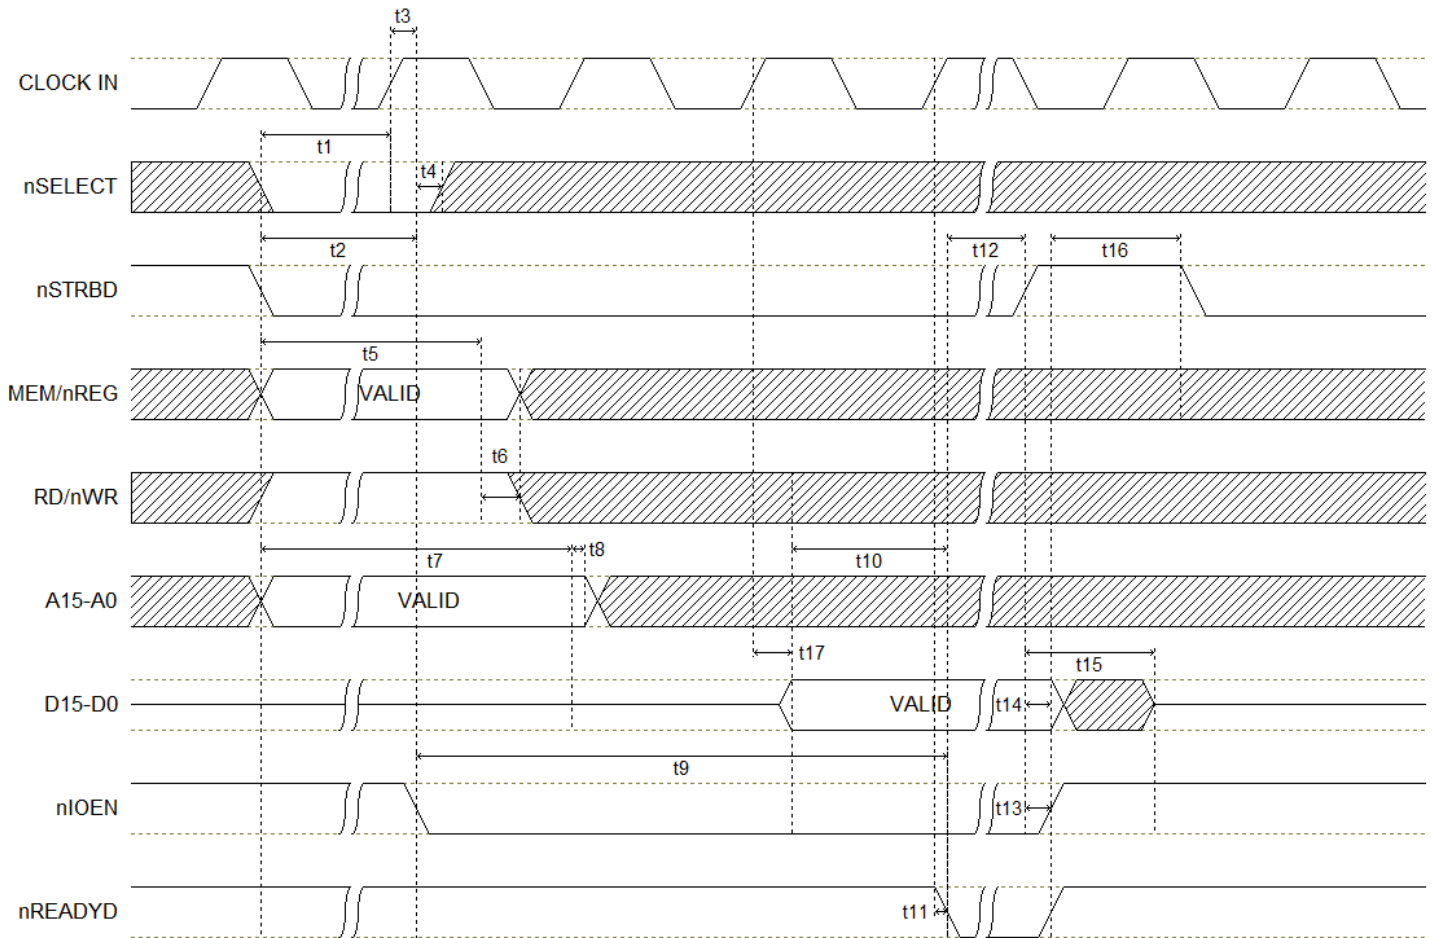 t3
CLOCK IN
t1
t4
nSELECT
t2
t12
t16
nSTRBD
t5
MEM/nREG
VALID
t6
RD/nWR
t7
t8
t10
A15-A0
VALID
t17
t15
D15-D0
VALID
t14
t9
nIOEN
t13
nREADYD
t11